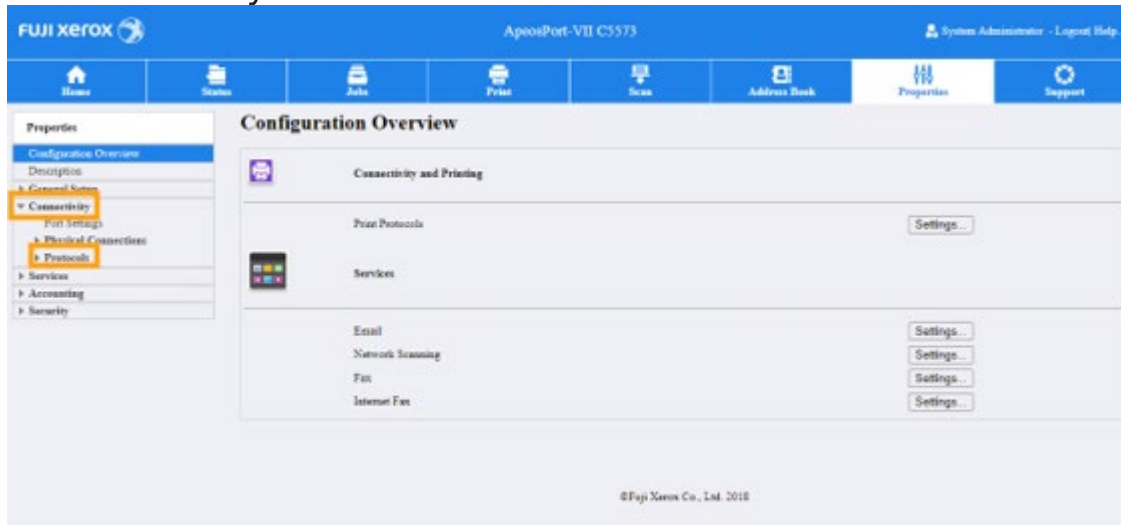 FUJI xerox
ApeosPort-VII C5573
System Administrator - Logout Help
Home
Status
Jobs
Print
Scan
Address Book
Properties
Support
Properties
Configuration Overview
Configuration Overview
Description
General Setup
Connectivity
Port Settings
Physical Connections
Protocols
Services
Accounting
Security
Connectivity and Printing
Print Protocols
Settings...
Services
Email
Settings...
Network Scanning
Settings...
Fax
Settings...
Internet Fax
Settings...
©Fuji Xerox Co., Ltd. 2018